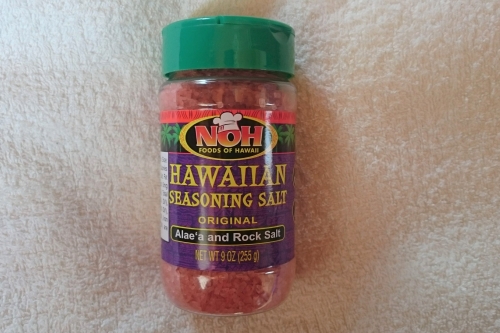 NOH
FOODS OF HAWAII
HAWAIIAN
SEASONING SALT
ORIGINAL
Alae'a and Rock Salt
NET WT 9 OZ (255 g)